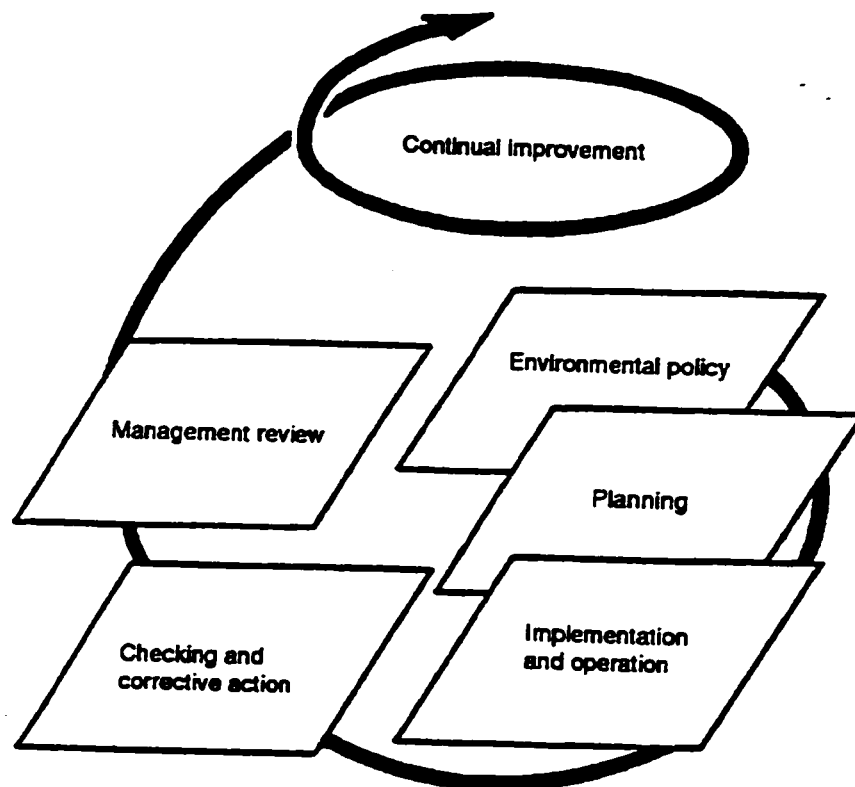 Continual improvement
Environmental policy
Management review
Planning
Implementation
and operation
Checking and
corrective action